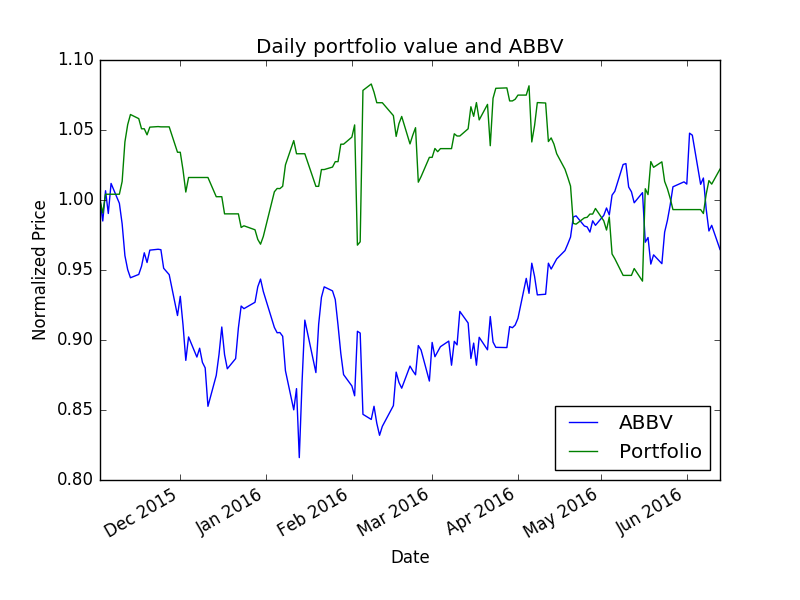 Daily portfolio value and ABBV
1.10
1.05
1.00
0.95
0.90
0.85
0.80
Normalized Price
ABBV
Portfolio
Dec 2015
Jan 2016
Feb 2016
Mar 2016
Apr 2016
May 2016
Jun 2016
Date